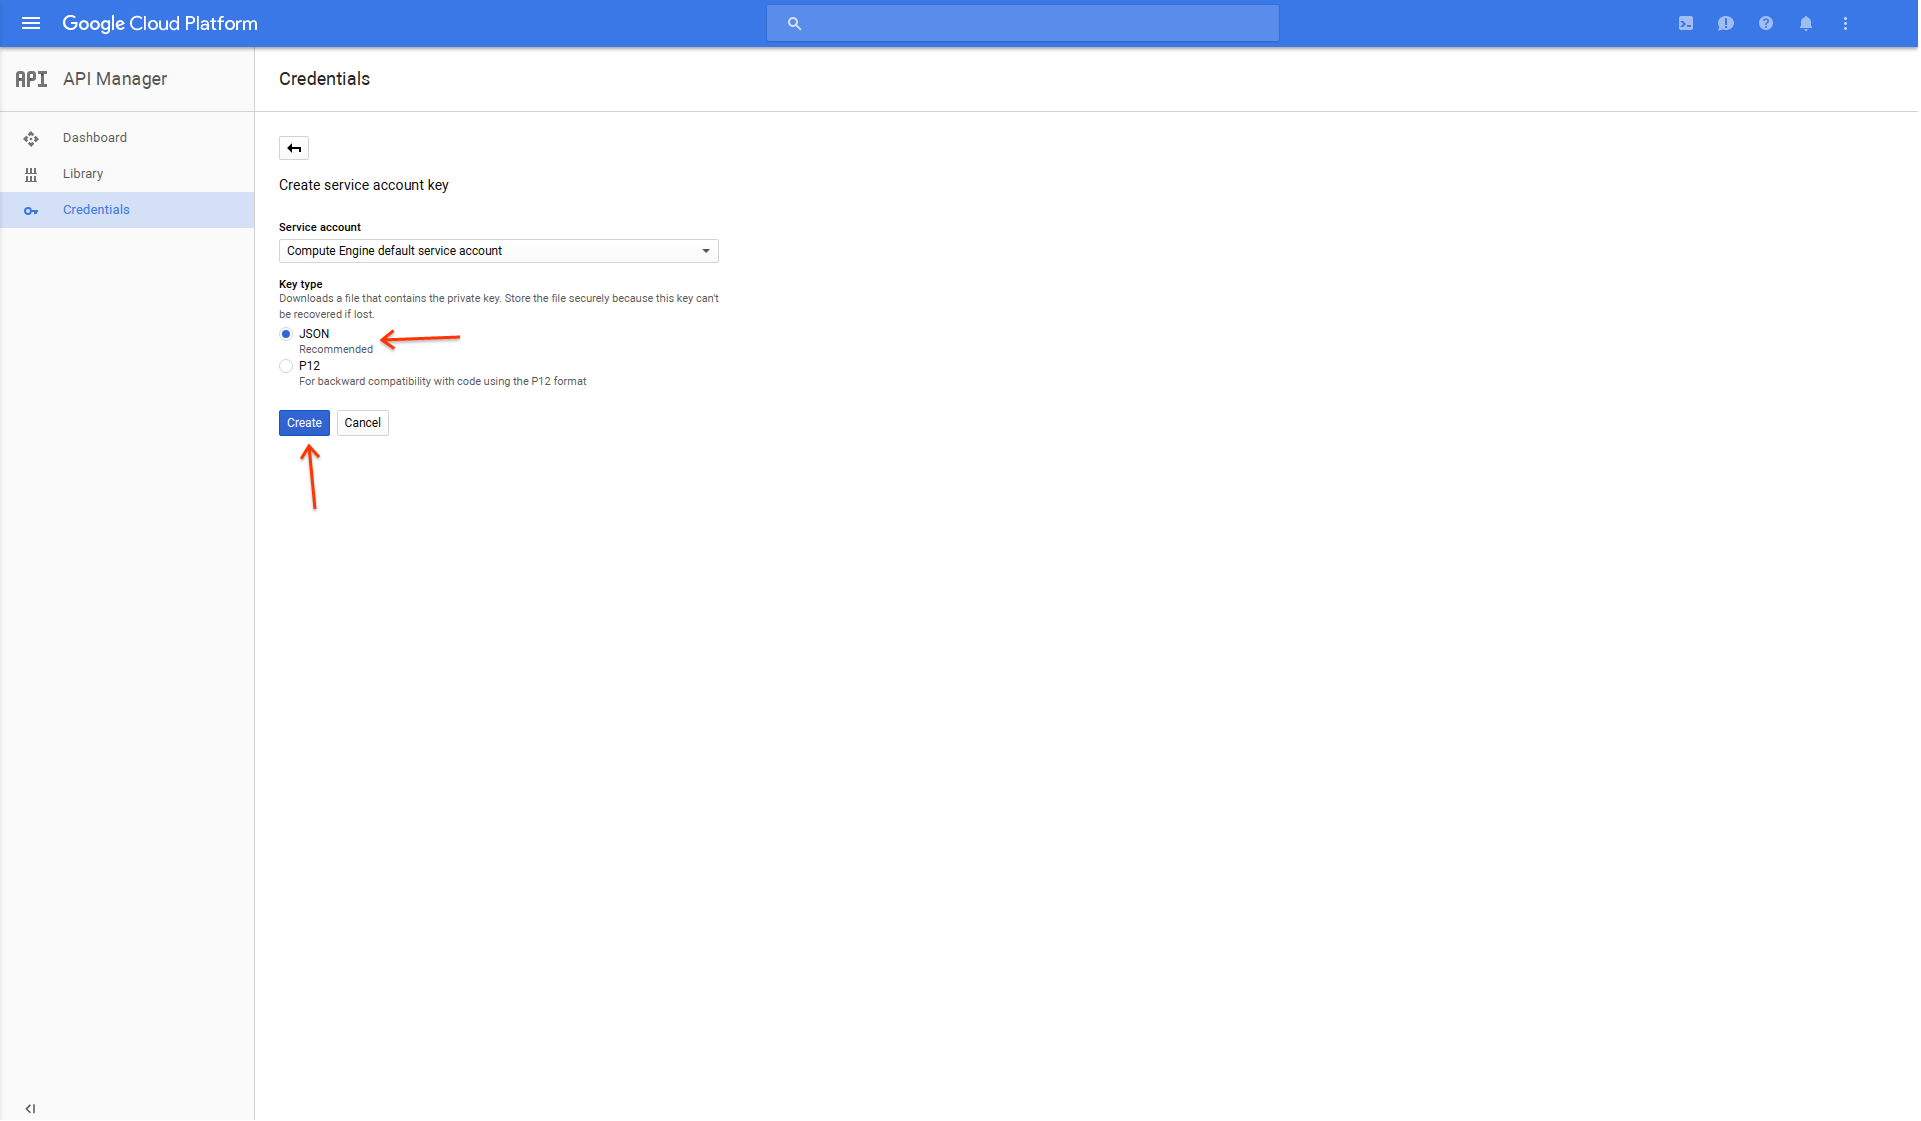 Google Cloud Platform
API API Manager
Credentials
Dashboard
Library
Credentials
Create service account key
Service account
Compute Engine default service account
Key type
Downloads a file that contains the private key. Store the file securely because this key can't
be recovered if lost.
JSON
Recommended
P12
For backward compatibility with code using the P12 format
Create Cancel